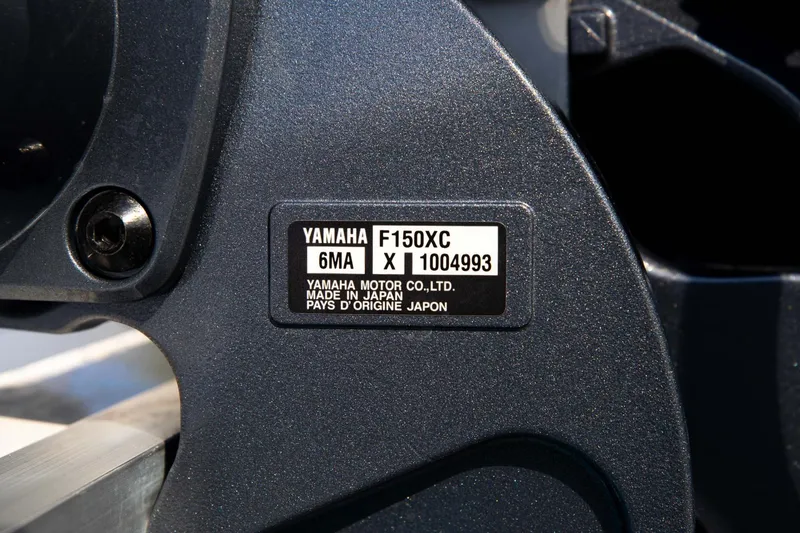 YAMAHA F150XC
6MA X 1004993
YAMAHA MOTOR CO.,LTD.
MADE IN JAPAN
PAYS D'ORIGINE JAPON